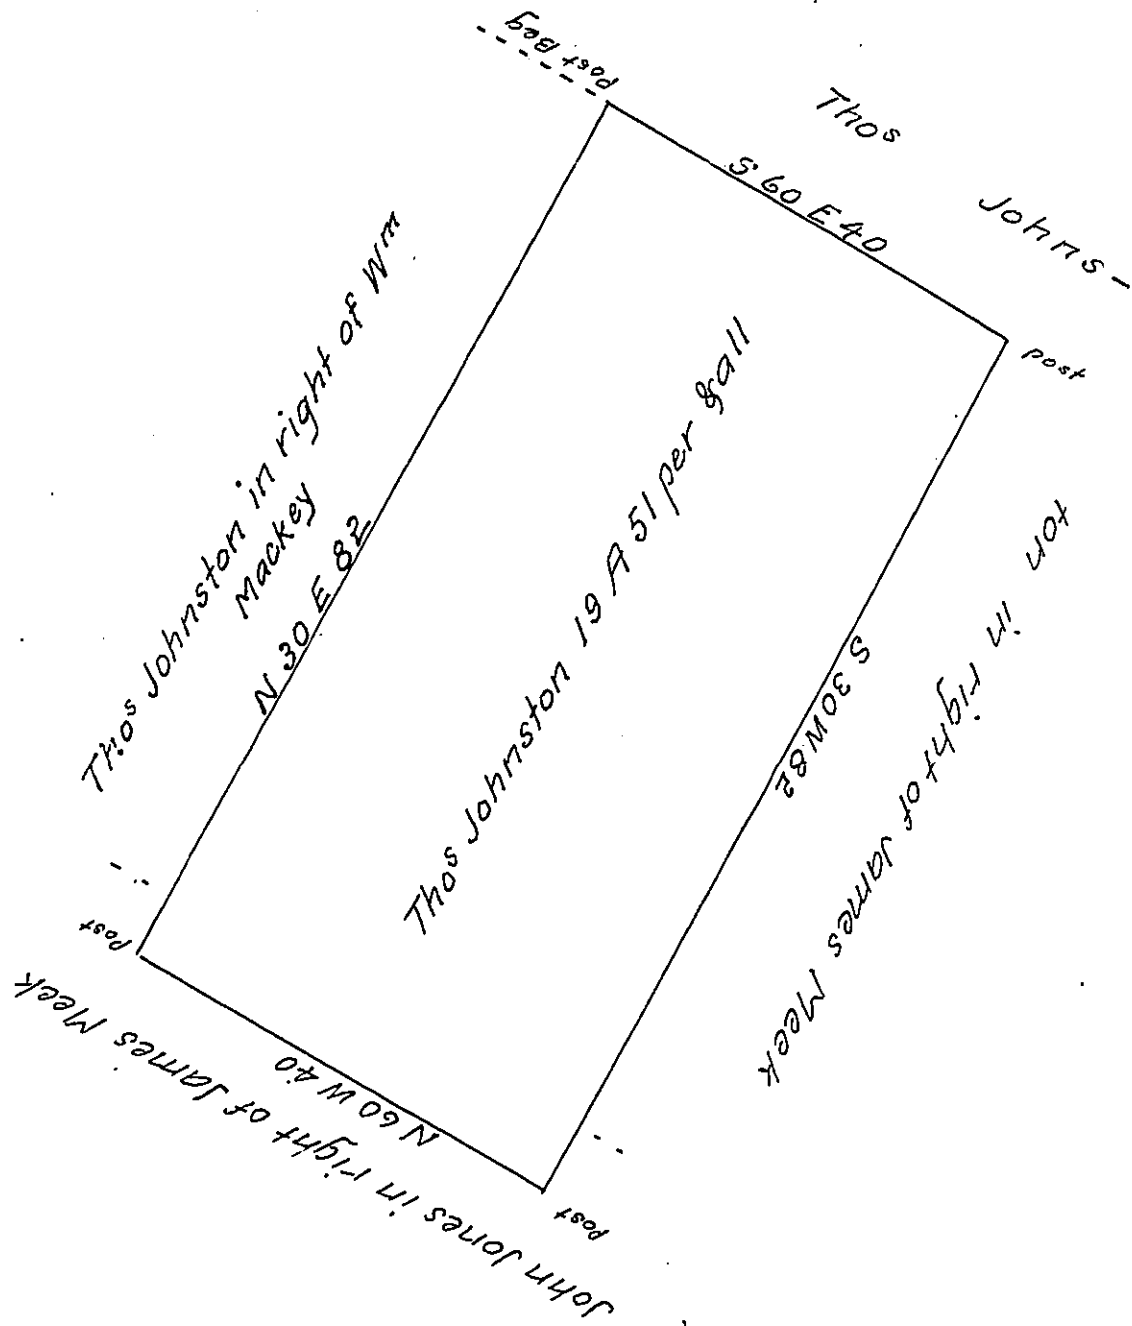 Post Beg
Thos
Johns-
S 60 E 40
post
ton in right of James Meek
S 30 W 82
Thos Johnston in right of Wm
Mackey
N 30 E 82
Thos Johnston 19 A 51 per & all
Post
N 60 W 40
Post
John Jones in right of James Meek